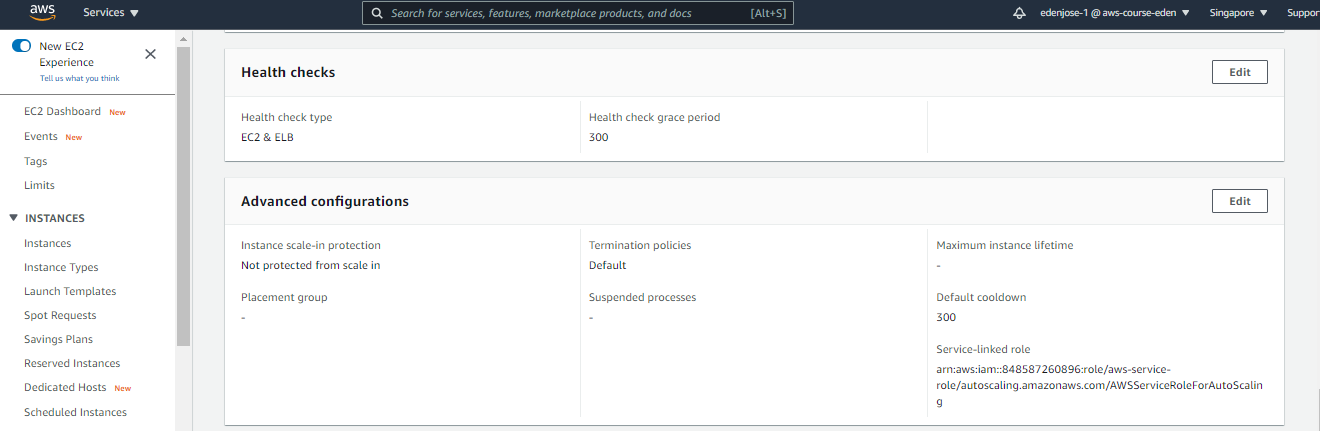 aws Services Search for services, features, marketplace products, and docs [Alt+S] edenjose-1 @ aws-course-eden Singapore Suppor
New EC2
Experience
Tell us what you think
EC2 Dashboard New
Events New
Tags
Limits
INSTANCES
Instances
Instance Types
Launch Templates
Spot Requests
Savings Plans
Reserved Instances
Dedicated Hosts New
Scheduled Instances
Health checks Edit
Health check type
EC2 & ELB
Health check grace period
300
Advanced configurations Edit
Instance scale-in protection
Not protected from scale in
Placement group
-
Termination policies
Default
Suspended processes
-
Maximum instance lifetime
-
Default cooldown
300
Service-linked role
arn:aws:iam::848587260896:role/aws-service-
role/autoscaling.amazonaws.com/AWSServiceRoleForAutoScalin
g